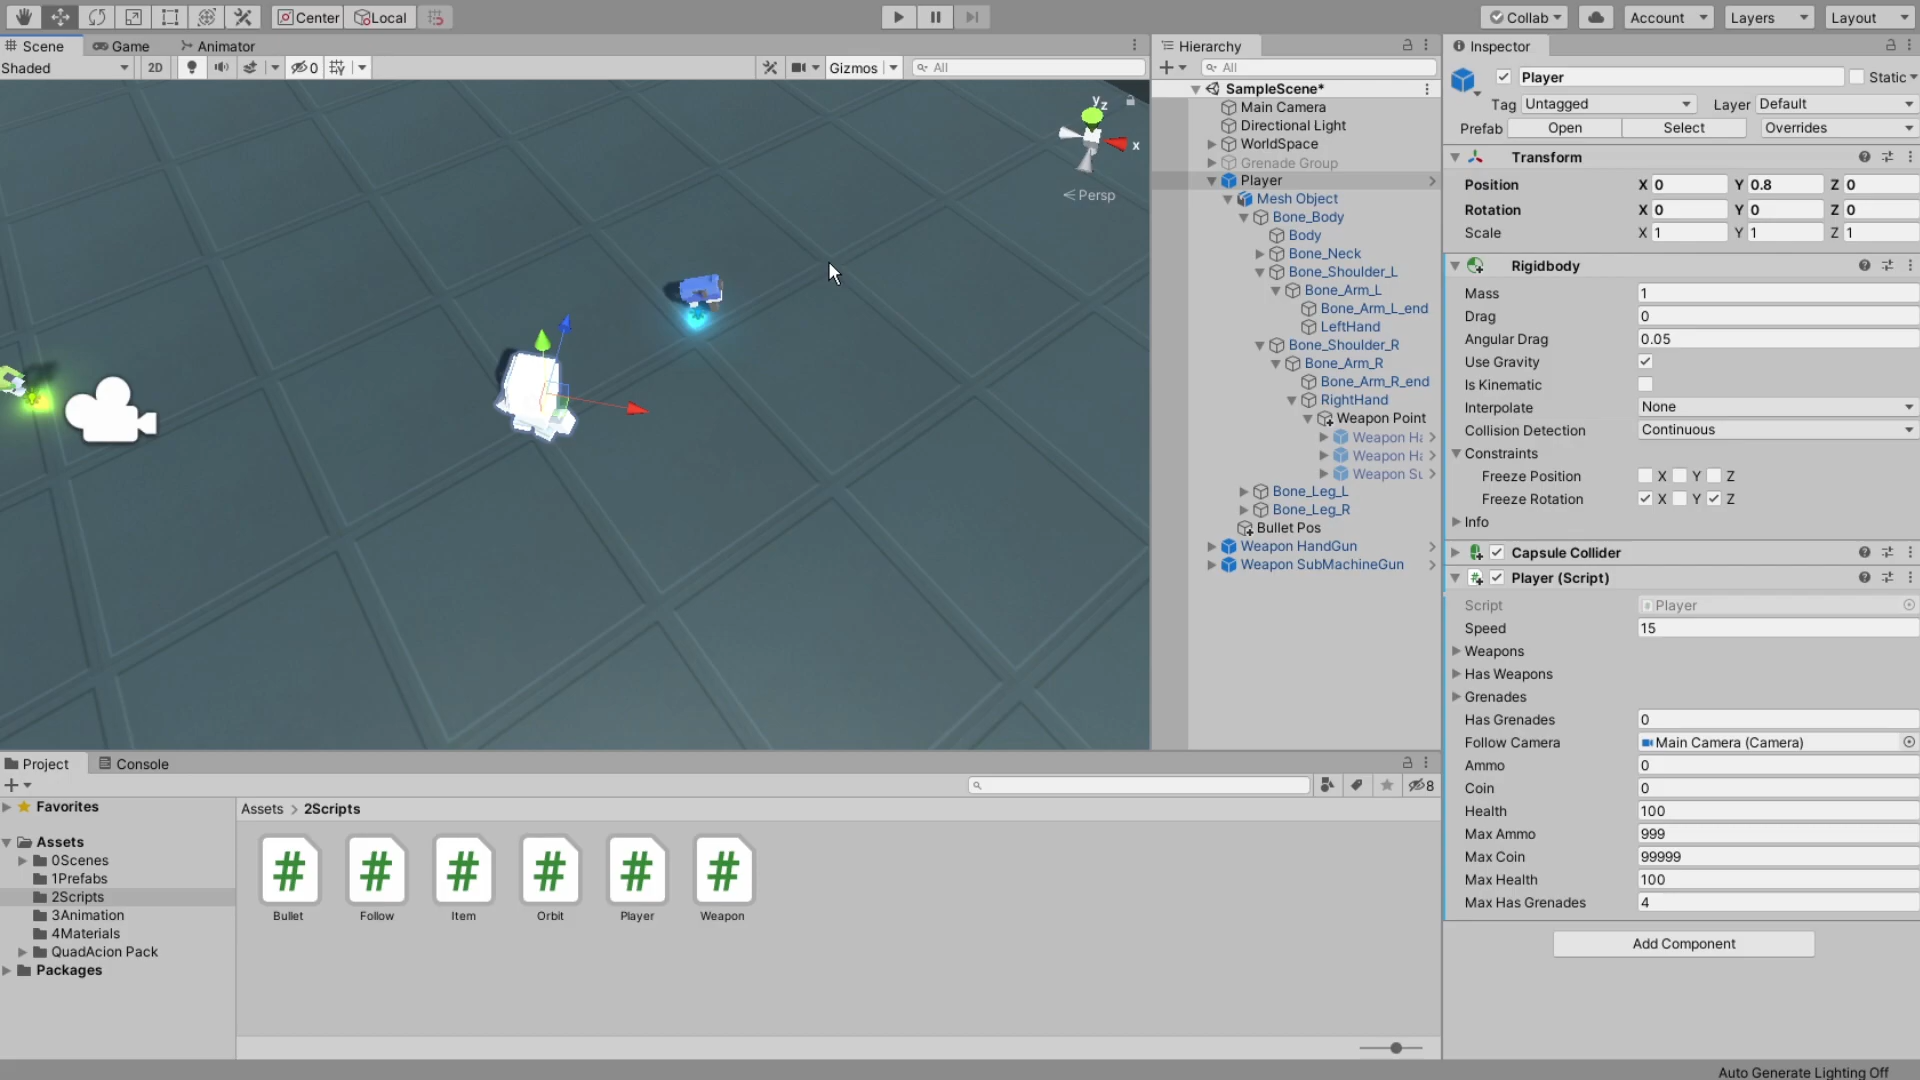 Center
Local
Collab
Account
Layers
Layout
Scene
Game
Animator
Shaded
2D
0
Gizmos
All
y
z
x
Persp
Hierarchy
All
SampleScene*
Main Camera
Directional Light
WorldSpace
Grenade Group
Player
Mesh Object
Bone_Body
Body
Bone_Neck
Bone_Shoulder_L
Bone_Arm_L
Bone_Arm_L_end
LeftHand
Bone_Shoulder_R
Bone_Arm_R
Bone_Arm_R_end
RightHand
Weapon Point
Weapon Ha
Weapon Ha
Weapon Su
Bone_Leg_L
Bone_Leg_R
Bullet Pos
Weapon HandGun
Weapon SubMachineGun
Inspector
Player
Static
Tag Untagged Layer Default
Prefab Open Select Overrides
Transform
Position X 0 Y 0.8 Z 0
Rotation X 0 Y 0 Z 0
Scale X 1 Y 1 Z 1
Rigidbody
Mass 1
Drag 0
Angular Drag 0.05
Use Gravity
Is Kinematic
Interpolate None
Collision Detection Continuous
Constraints
Freeze Position X Y Z
Freeze Rotation X Y Z
Info
Capsule Collider
Player (Script)
Script Player
Speed 15
Weapons
Has Weapons
Grenades
Has Grenades 0
Follow Camera Main Camera (Camera)
Ammo 0
Coin 0
Health 100
Max Ammo 999
Max Coin 99999
Max Health 100
Max Has Grenades 4
Add Component
Project
Console
8
Favorites
Assets
0Scenes
1Prefabs
2Scripts
3Animation
4Materials
QuadAcion Pack
Packages
Assets > 2Scripts
Bullet
Follow
Item
Orbit
Player
Weapon
Auto Generate Lighting Off